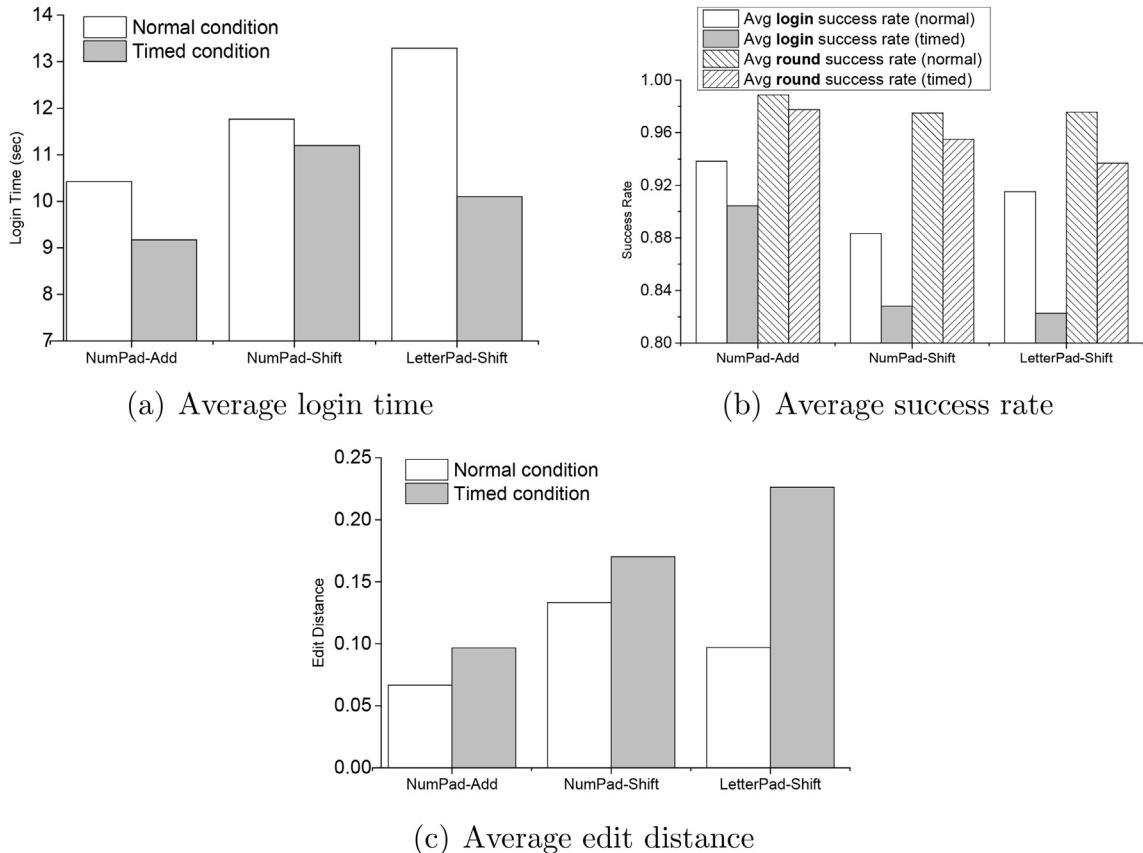 Normal condition
Timed condition
Login Time (sec)
14
13
12
11
10
9
8
7
NumPad-Add NumPad-Shift LetterPad-Shift
(a) Average login time
Avg login success rate (normal)
Avg login success rate (timed)
Avg round success rate (normal)
Avg round success rate (timed)
Success Rate
1.00
0.96
0.92
0.88
0.84
0.80
NumPad-Add NumPad-Shift LetterPad-Shift
(b) Average success rate
Normal condition
Timed condition
Edit Distance
0.25
0.20
0.15
0.10
0.05
0.00
NumPad-Add NumPad-Shift LetterPad-Shift
(c) Average edit distance